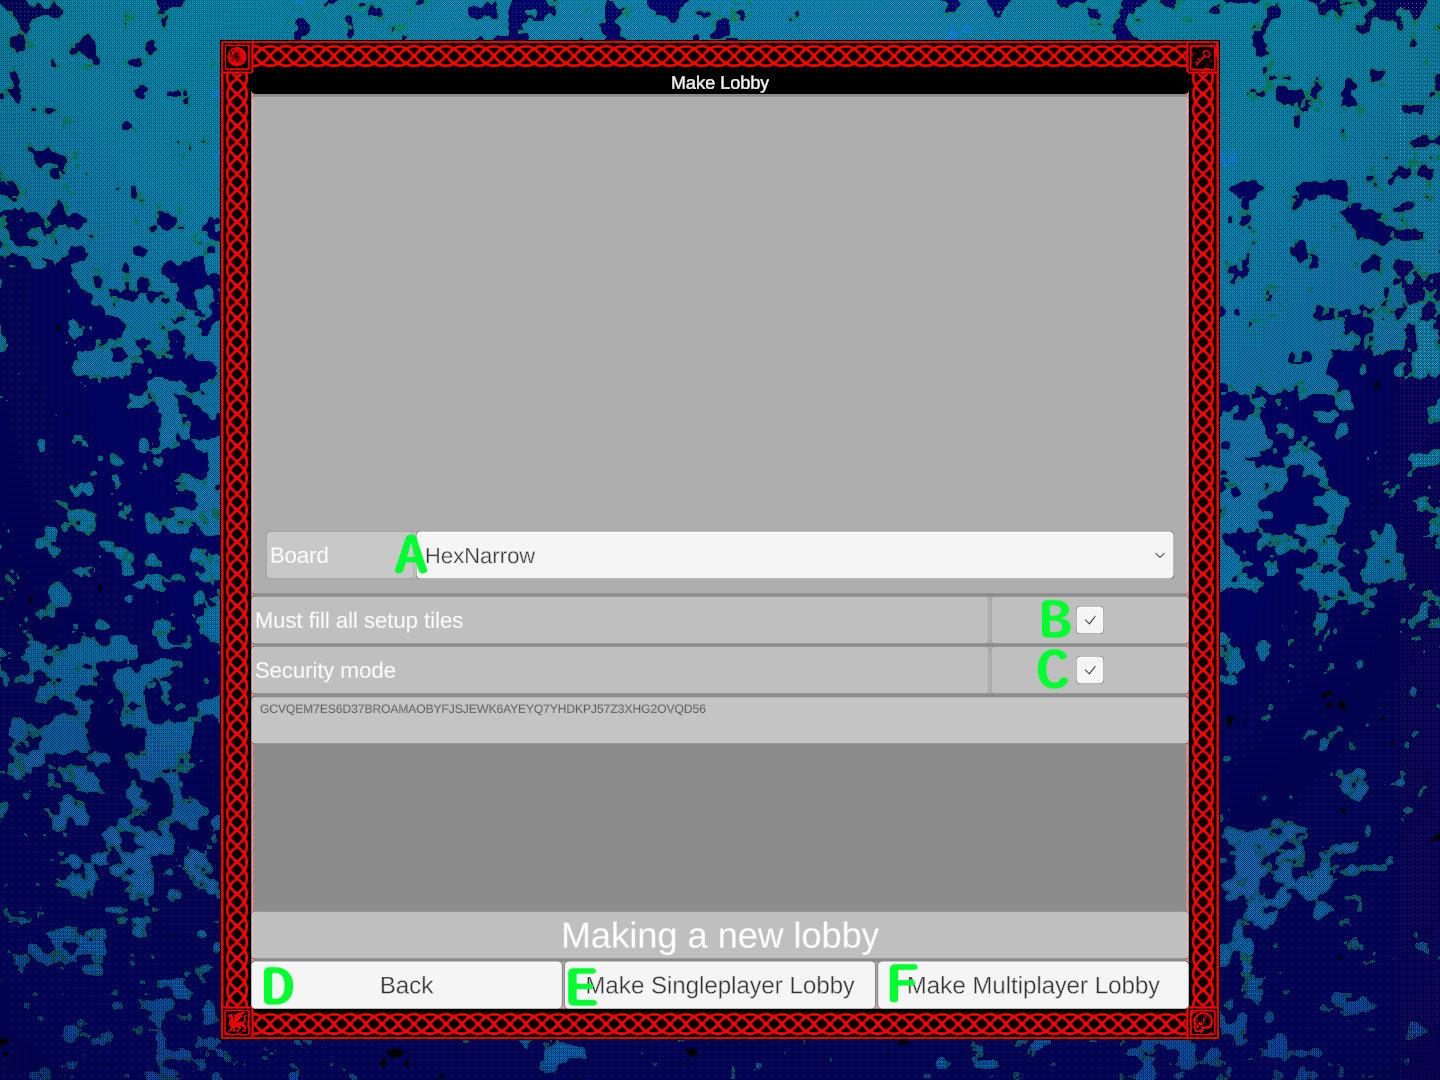 Make Lobby
Board A HexNarrow
Must fill all setup tiles B
Security mode C
GCVQEM7ES6D37BROAMAOBYFJSJEWK6AYEYQ7YHDKPJ57Z3XHG2OVQD56
Making a new lobby
D Back E Make Singleplayer Lobby F Make Multiplayer Lobby